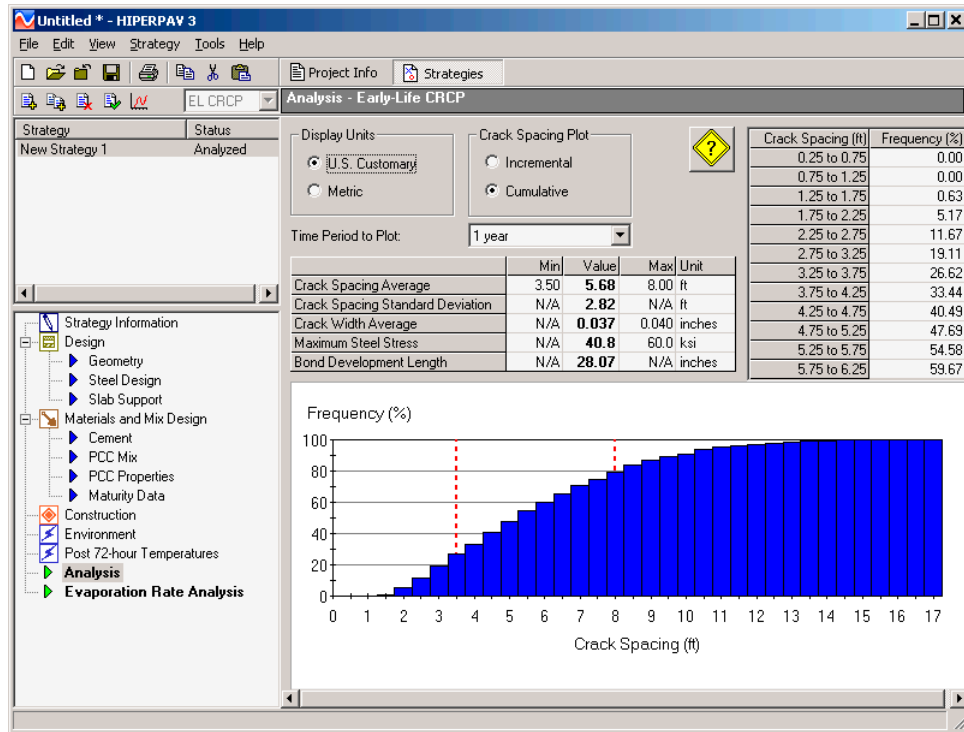 Untitled * - HIPERPAV 3
File Edit View Strategy Tools Help
Project Info Strategies
EL CRCP Analysis - Early-Life CRCP
Strategy Status
New Strategy 1 Analyzed
Display Units
U.S. Customary
Metric
Crack Spacing Plot
Incremental
Cumulative
?
Time Period to Plot: 1 year
Min Value Max Unit
Crack Spacing Average 3.50 5.68 8.00 ft
Crack Spacing Standard Deviation N/A 2.82 N/A ft
Crack Width Average N/A 0.037 0.040 inches
Maximum Steel Stress N/A 40.8 60.0 ksi
Bond Development Length N/A 28.07 N/A inches
Crack Spacing (ft) Frequency (%)
0.25 to 0.75 0.00
0.75 to 1.25 0.00
1.25 to 1.75 0.63
1.75 to 2.25 5.17
2.25 to 2.75 11.67
2.75 to 3.25 19.11
3.25 to 3.75 26.62
3.75 to 4.25 33.44
4.25 to 4.75 40.49
4.75 to 5.25 47.69
5.25 to 5.75 54.58
5.75 to 6.25 59.67
Strategy Information
Design
Geometry
Steel Design
Slab Support
Materials and Mix Design
Cement
PCC Mix
PCC Properties
Maturity Data
Construction
Environment
Post 72-hour Temperatures
Analysis
Evaporation Rate Analysis
Frequency (%)
100
80
60
40
20
0
0 1 2 3 4 5 6 7 8 9 10 11 12 13 14 15 16 17
Crack Spacing (ft)